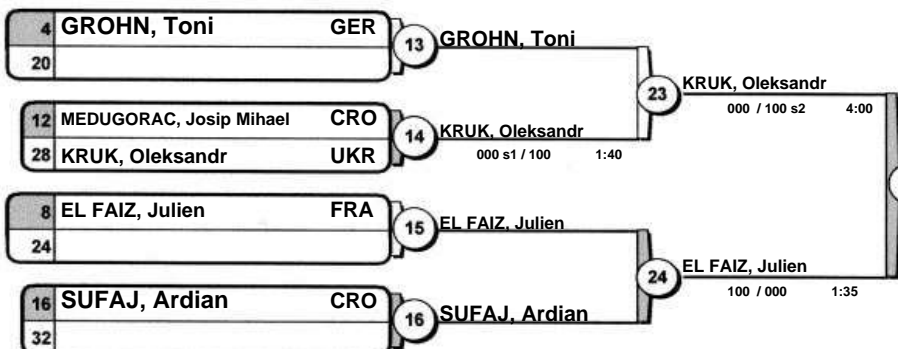 4 GROHN, Toni GER
20
13 GROHN, Toni
12 MEDUGORAC, Josip Mihael CRO
28 KRUK, Oleksandr UKR
14 KRUK, Oleksandr
000 s1 / 100 1:40
23 KRUK, Oleksandr
000 / 100 s2 4:00
8 EL FAIZ, Julien FRA
24
15 EL FAIZ, Julien
16 SUFAJ, Ardian CRO
32
16 SUFAJ, Ardian
24 EL FAIZ, Julien
100 / 000 1:35